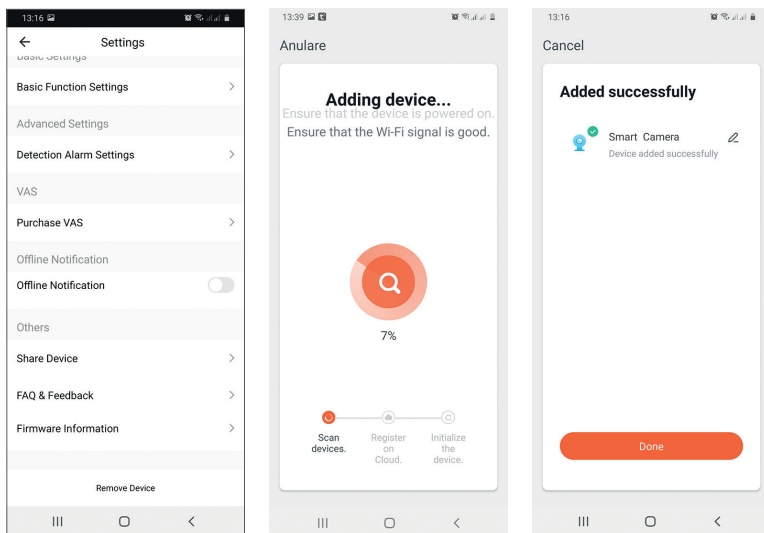 13:16
Settings
Basic Settings
Basic Function Settings
Advanced Settings
Detection Alarm Settings
VAS
Purchase VAS
Offline Notification
Offline Notification
Others
Share Device
FAQ & Feedback
Firmware Information
Remove Device
13:39
Anulare
Adding device...
Ensure that the device is powered on.
Ensure that the Wi-Fi signal is good.
7%
Scan
devices.
Register
on
Cloud.
Initialize
the
device.
13:16
Cancel
Added successfully
Smart Camera
Device added successfully
Done